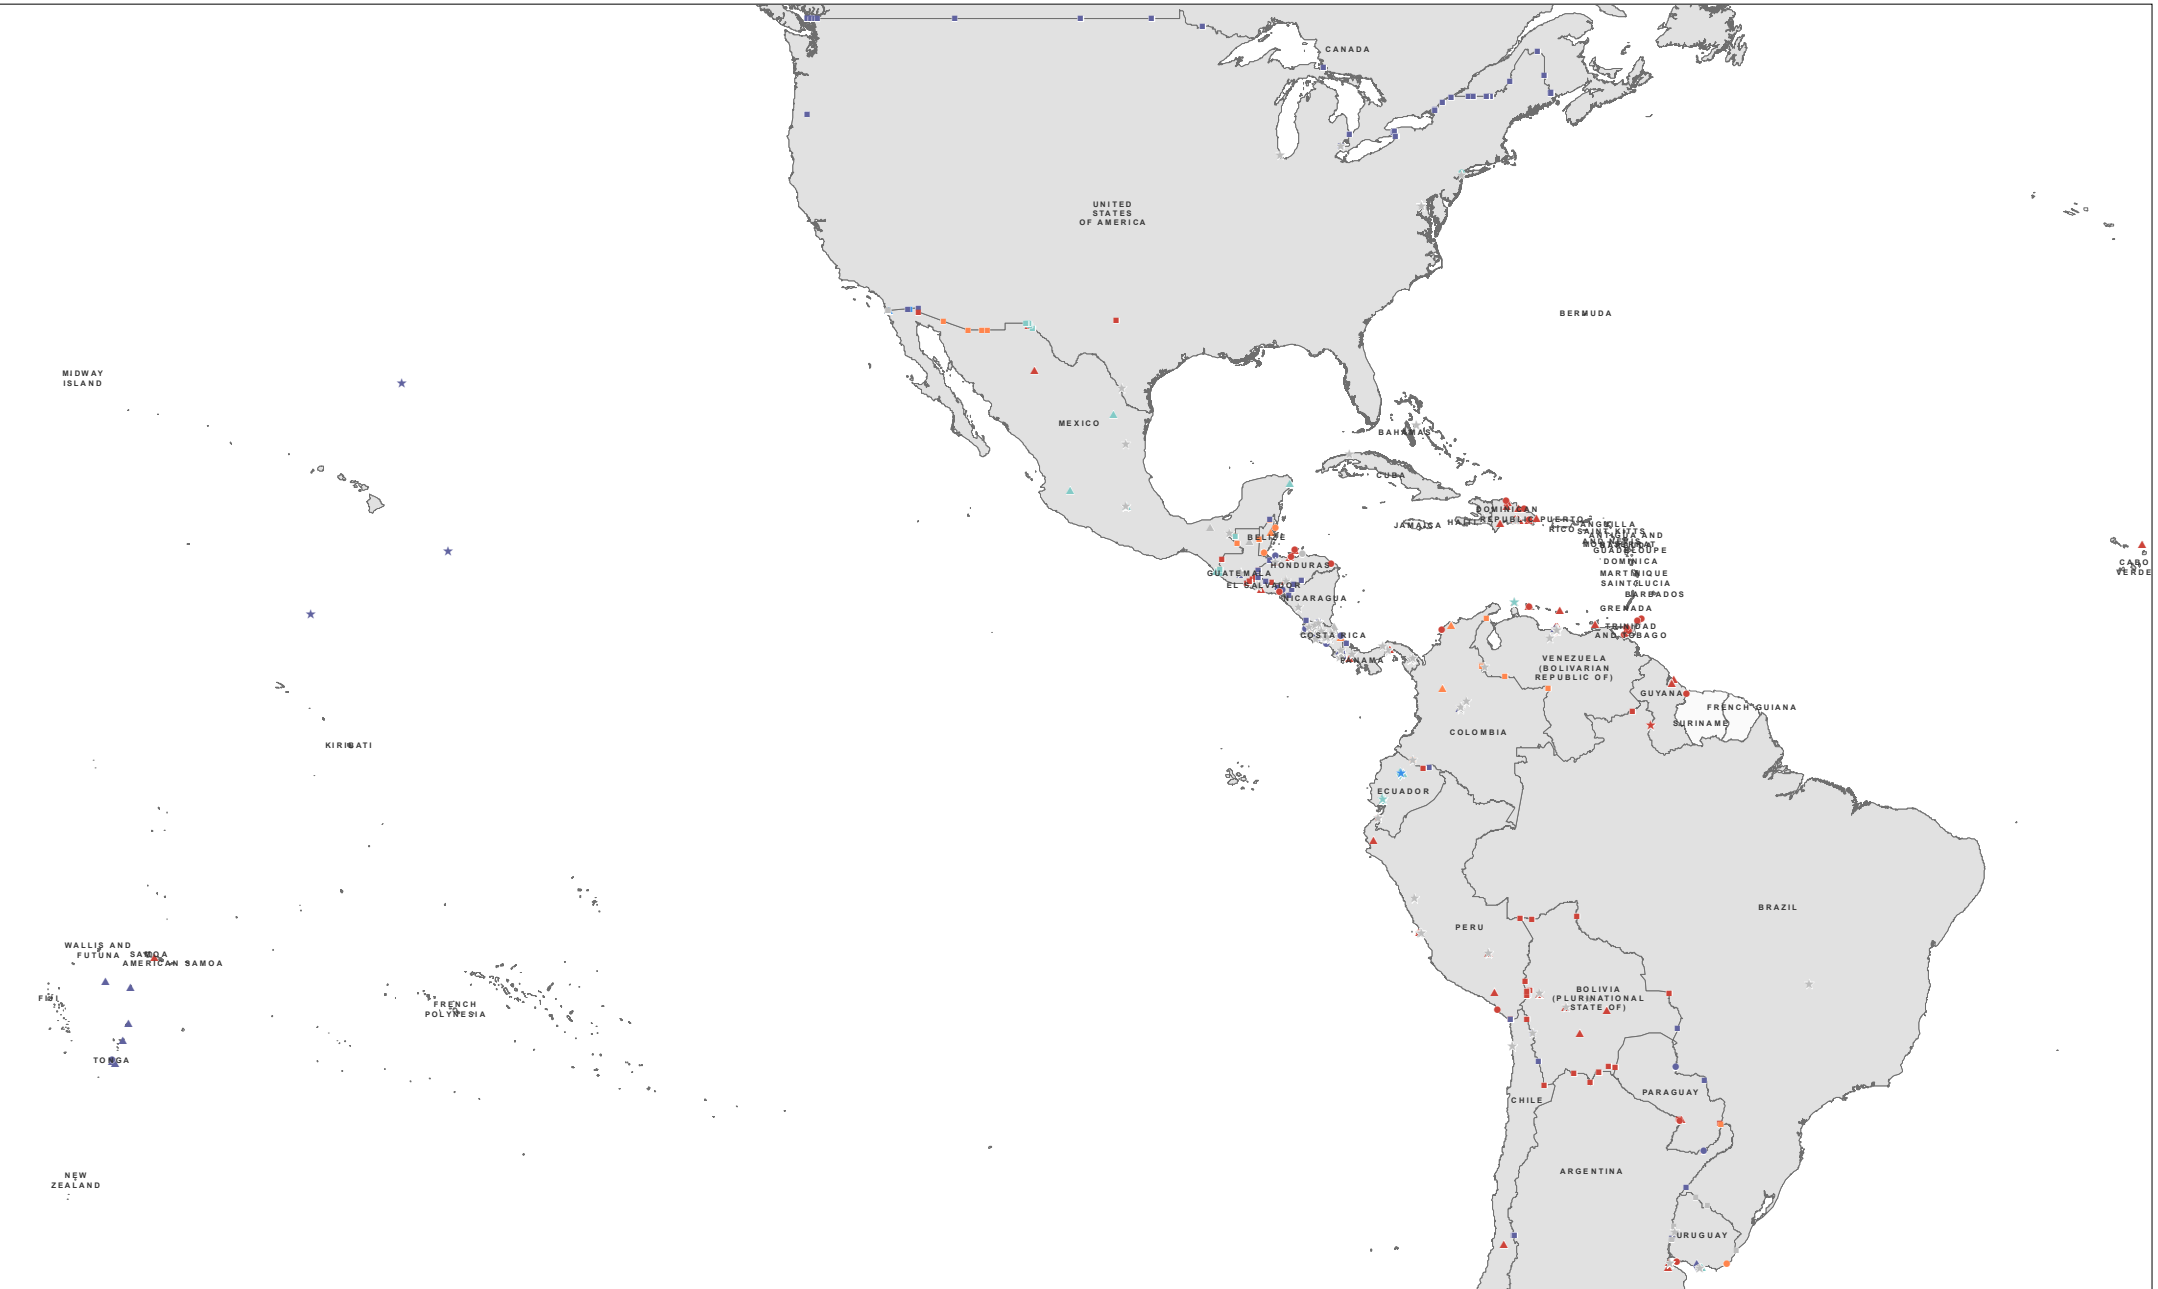 CANADA
UNITED
STATES
OF AMERICA
BERMUDA
MIDWAY
ISLAND
MEXICO
BAHAMAS
CUBA
DOMINICAN
REPUBLIC
PUERTO
RICO
JAMAICA
HAITI
ANGUILLA
SAINT KITTS
AND NEVIS
ANTIGUA AND
MONTSERRAT
GUADELOUPE
DOMINICA
MARTINIQUE
SAINT LUCIA
BARBADOS
GRENADA
TRINIDAD
AND TOBAGO
BELIZE
HONDURAS
GUATEMALA
EL SALVADOR
NICARAGUA
COSTA RICA
PANAMA
CABO
VERDE
VENEZUELA
(BOLIVARIAN
REPUBLIC OF)
GUYANA
FRENCH GUIANA
SURINAME
COLOMBIA
KIRIBATI
ECUADOR
BRAZIL
PERU
WALLIS AND
FUTUNA
SAMOA
AMERICAN SAMOA
FIJI
FRENCH
POLYNESIA
BOLIVIA
(PLURINATIONAL
STATE OF)
TONGA
PARAGUAY
CHILE
ARGENTINA
NEW
ZEALAND
URUGUAY